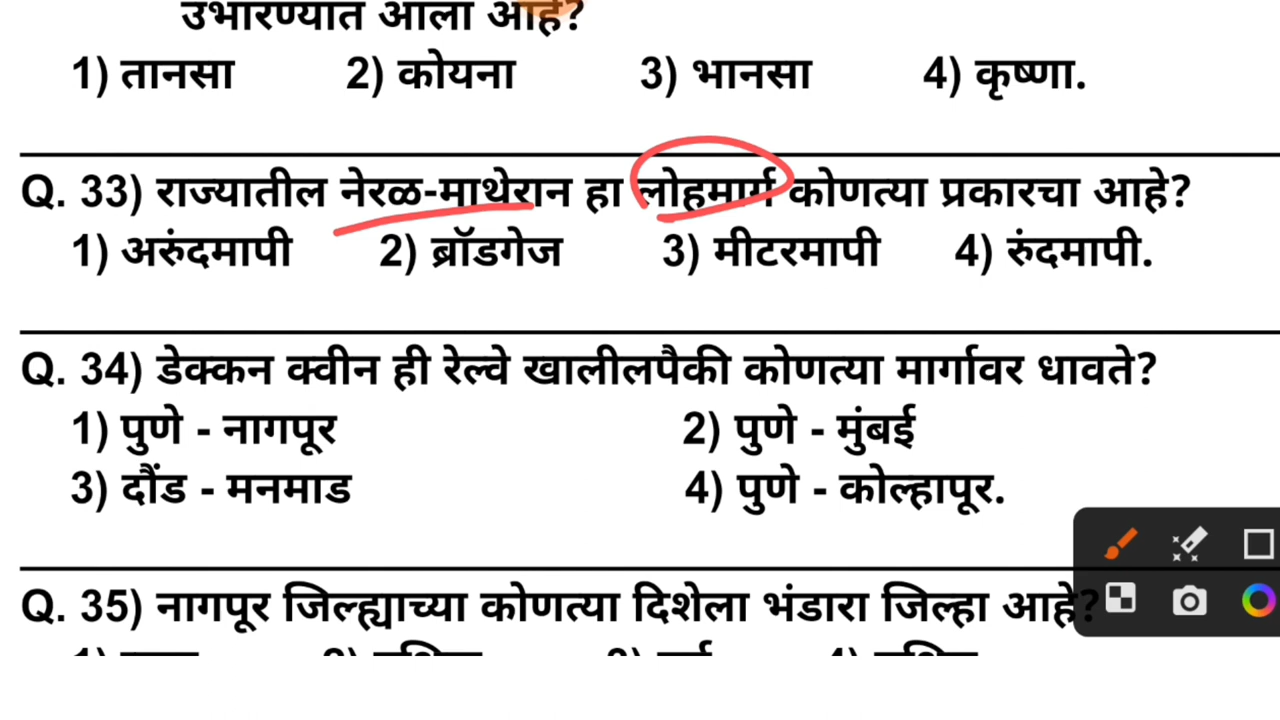 उभारण्यात आला आहे?
1) तानसा 2) कोयना 3) भानसा 4) कृष्णा.
Q. 33) राज्यातील नेरळ-माथेरान हा लोहमार्ग कोणत्या प्रकारचा आहे?
1) अरुंदमापी 2) ब्रॉडगेज 3) मीटरमापी 4) रुंदमापी.
Q. 34) डेक्कन क्वीन ही रेल्वे खालीलपैकी कोणत्या मार्गावर धावते?
1) पुणे - नागपूर 2) पुणे - मुंबई
3) दौंड - मनमाड 4) पुणे - कोल्हापूर.
Q. 35) नागपूर जिल्ह्याच्या कोणत्या दिशेला भंडारा जिल्हा आहे?